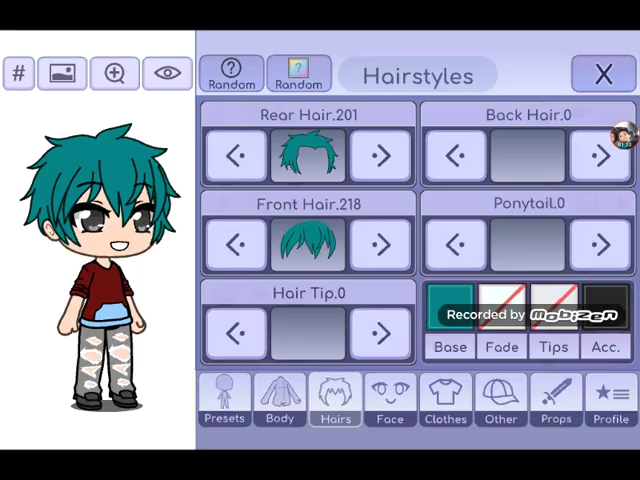 #
? Random
? Random
Hairstyles
X
Rear Hair.201
Back Hair.0
Front Hair.218
Ponytail.0
Hair Tip.0
Recorded by MOBIZEN
Base
Fade
Tips
Acc.
Presets
Body
Hairs
Face
Clothes
Other
Props
Profile